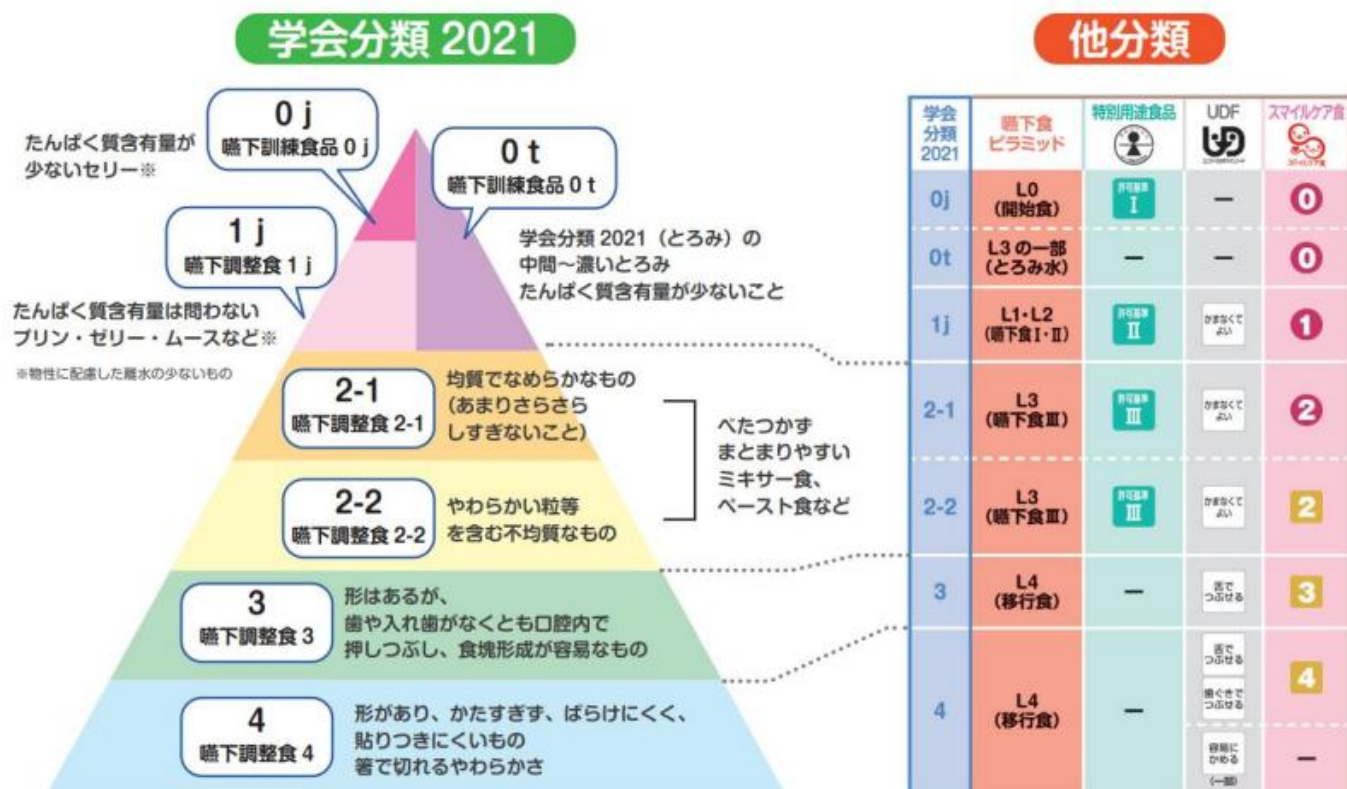 学会分類 2021
0 j
嚥下訓練食品 0 j
たんぱく質含有量が
少ないゼリー※
0 t
嚥下訓練食品 0 t
学会分類 2021（とろみ）の
中間～濃いとろみ
たんぱく質含有量が少ないこと
1 j
嚥下調整食 1 j
たんぱく質含有量は問わない
プリン・ゼリー・ムースなど※
※物性に配慮した離水の少ないもの
2-1
嚥下調整食 2-1
均質でなめらかなもの
(あまりさらさら
しすぎないこと)
2-2
嚥下調整食 2-2
やわらかい粒等
を含む不均質なもの
べたつかず
まとまりやすい
ミキサー食、
ペースト食など
3
嚥下調整食 3
形はあるが、
歯や入れ歯がなくとも口腔内で
押しつぶし、食塊形成が容易なもの
4
嚥下調整食 4
形があり、かたすぎず、ばらけにくく、
貼りつきにくいもの
箸で切れるやわらかさ
他分類
学会
分類
2021
嚥下食
ピラミッド
特別用途食品
UDF
スマイルケア食
スマイルケア食
0j
L0
(開始食)
許可基準
I
－
0
0t
L3 の一部
(とろみ水)
－
－
0
1j
L1・L2
(嚥下食Ⅰ・Ⅱ)
許可基準
II
かまなくて
よい
1
2-1
L3
(嚥下食Ⅲ)
許可基準
III
かまなくて
よい
2
2-2
L3
(嚥下食Ⅲ)
許可基準
III
かまなくて
よい
2
3
L4
(移行食)
－
舌で
つぶせる
3
4
L4
(移行食)
－
舌で
つぶせる
歯ぐきで
つぶせる
4
容易に
かめる
(一部)
－